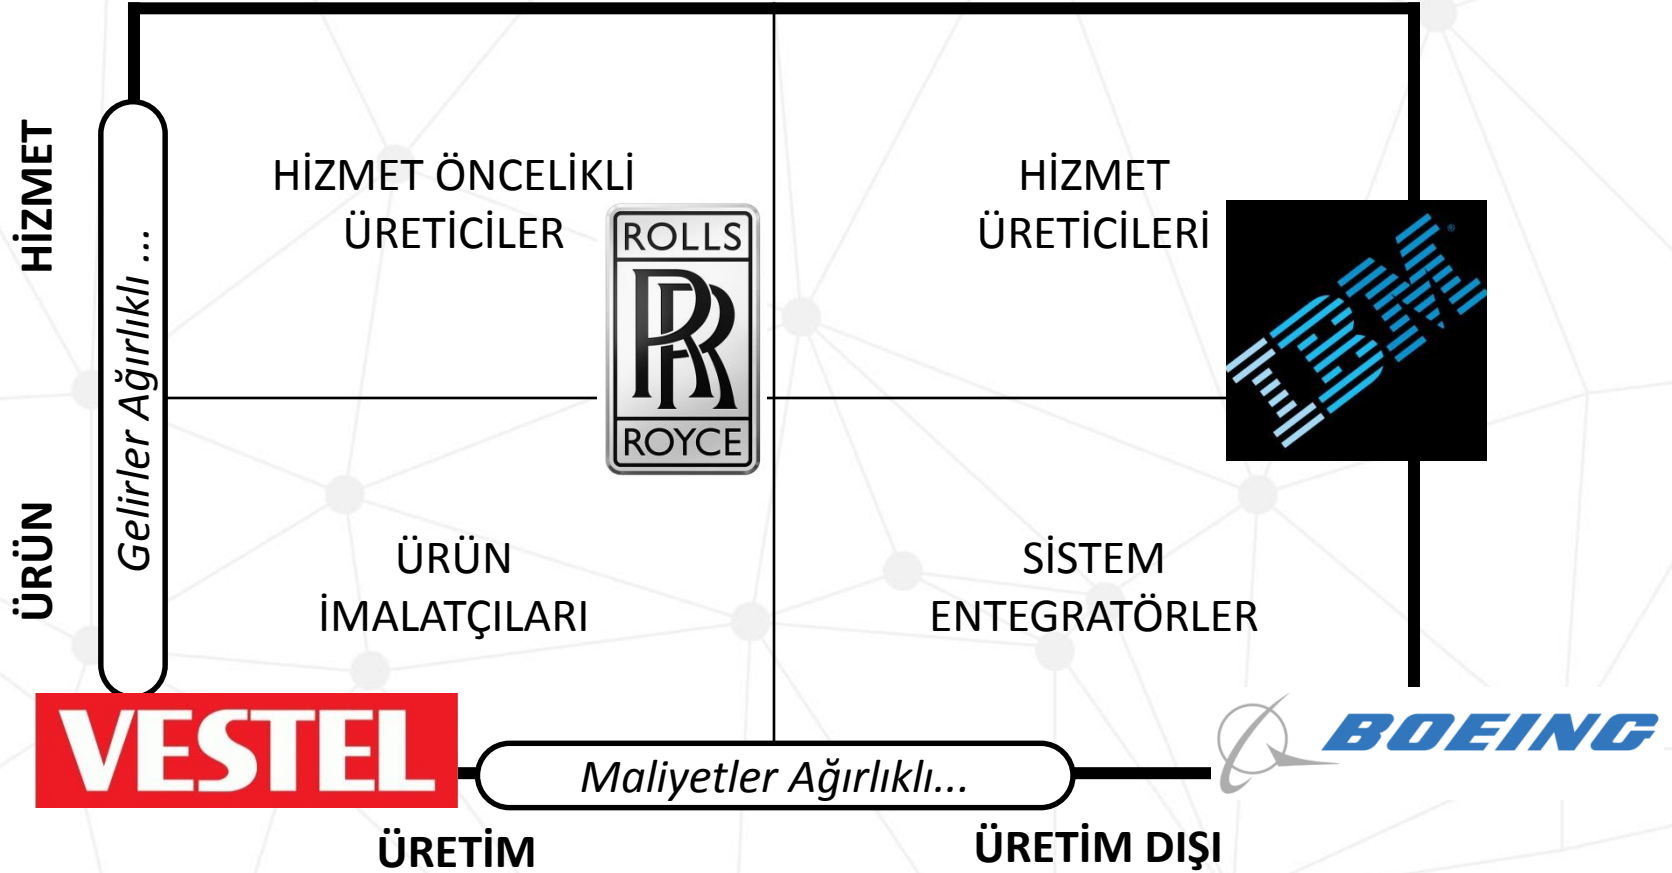 HİZMET
ÜRÜN
Gelirler Ağırlıklı ...
HİZMET ÖNCELİKLİ
ÜRETİCİLER
ROLLS
RR
ROYCE
HİZMET
ÜRETİCİLERİ
IBM
®
ÜRÜN
İMALATÇILARI
SİSTEM
ENTEGRATÖRLER
VESTEL
Maliyetler Ağırlıklı...
BOEING
ÜRETİM
ÜRETİM DIŞI